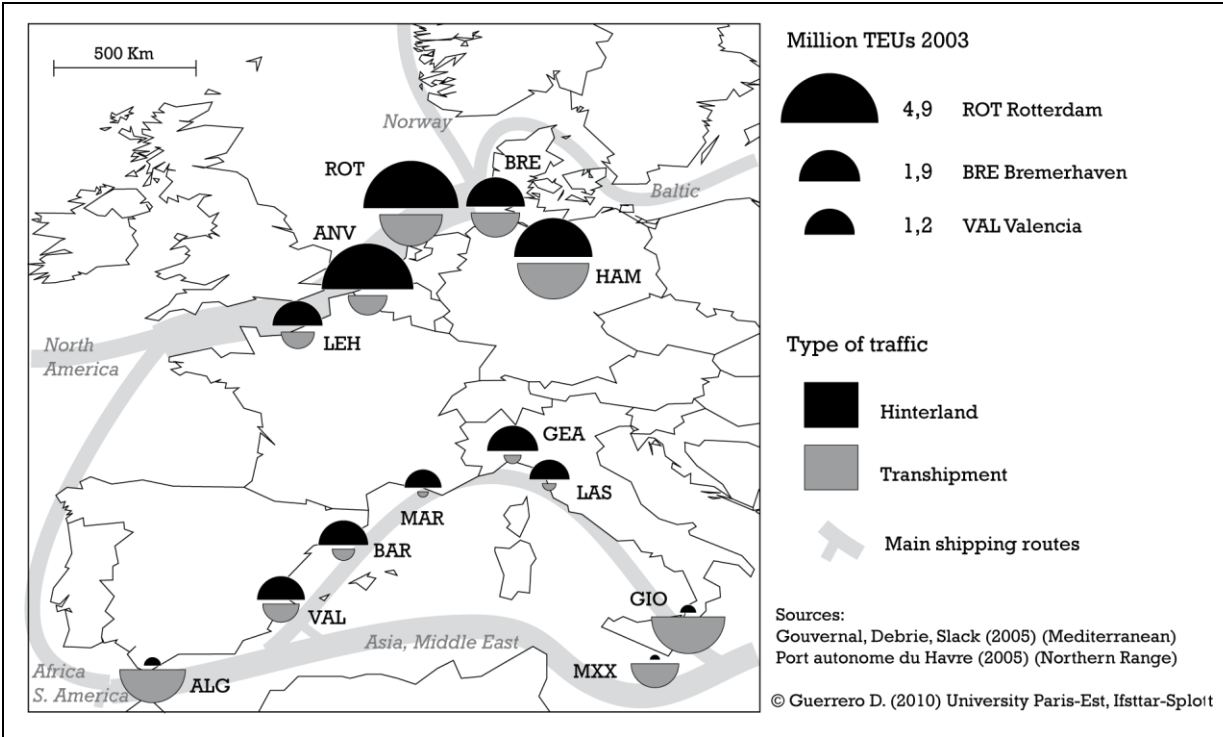 500 Km
Norway
BRE
ROT
Baltic
ANV
HAM
North
America
LEH
GEA
LAS
MAR
BAR
GIO
VAL
Asia, Middle East
MXX
Africa
S. America
ALG
Million TEUs 2003
4,9 ROT Rotterdam
1,9 BRE Bremerhaven
1,2 VAL Valencia
Type of traffic
Hinterland
Transhipment
Main shipping routes
Sources:
Gouvernal, Debrie, Slack (2005) (Mediterranean)
Port autonome du Havre (2005) (Northern Range)
© Guerrero D. (2010) University Paris-Est, Ifsttar-Splott